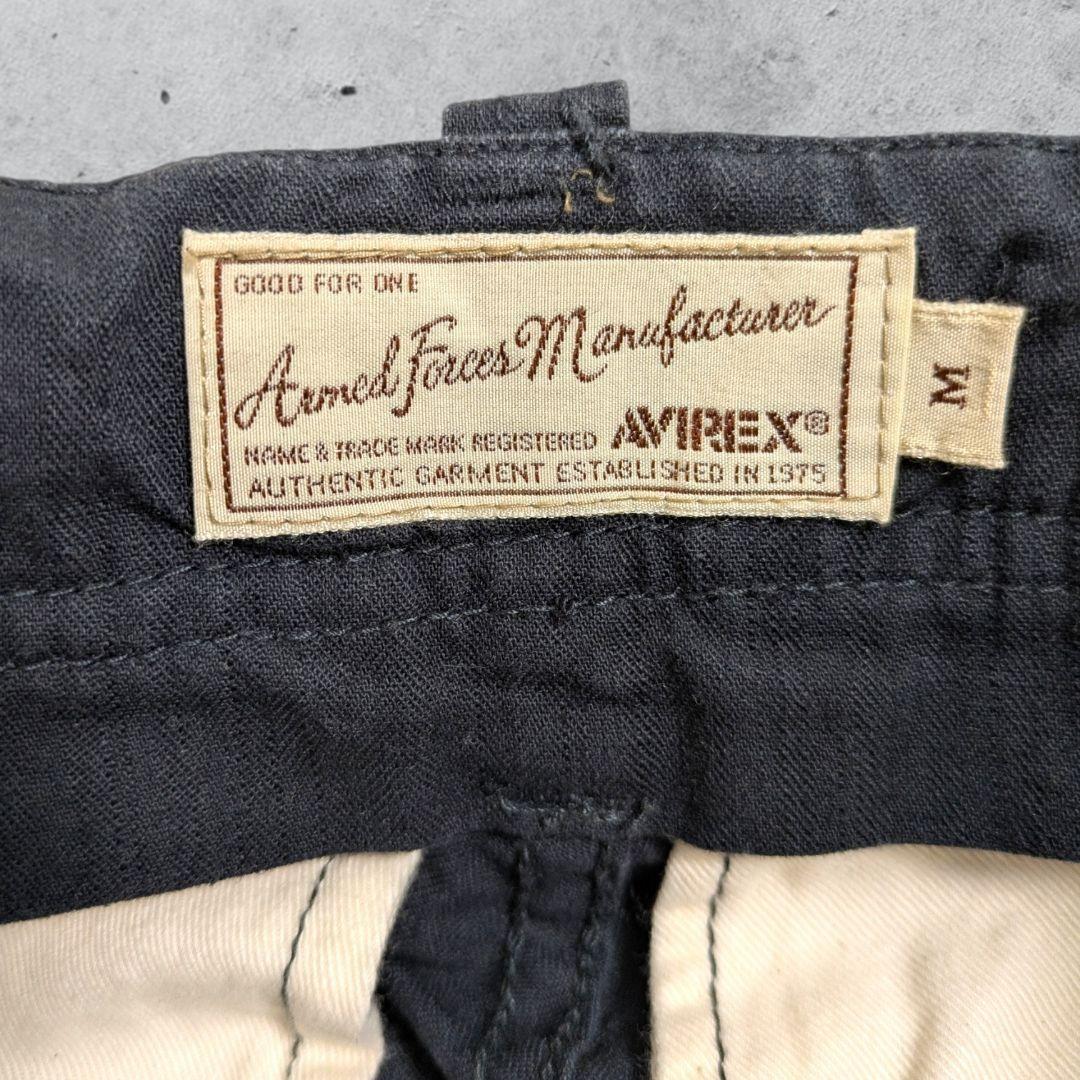 GOOD FOR ONE
Armed Forces Manufacturer
NAME & TRADE MARK REGISTERED AVIREX®
AUTHENTIC GARMENT ESTABLISHED IN 1975
M